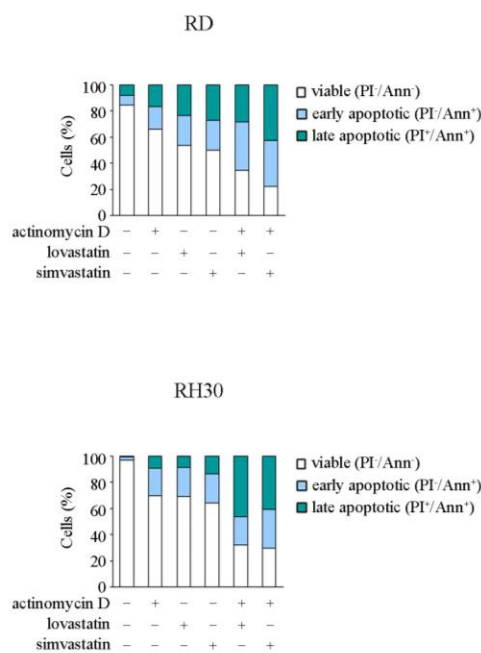 RD
100
80
60
40
20
0
Cells (%)
viable (PI⁻/Ann⁻)
early apoptotic (PI⁻/Ann⁺)
late apoptotic (PI⁺/Ann⁺)
actinomycin D − + − − + +
lovastatin − − + − + −
simvastatin − − − + − +
RH30
100
80
60
40
20
0
Cells (%)
viable (PI⁻/Ann⁻)
early apoptotic (PI⁻/Ann⁺)
late apoptotic (PI⁺/Ann⁺)
actinomycin D − + − − + +
lovastatin − − + − + −
simvastatin − − − + − +